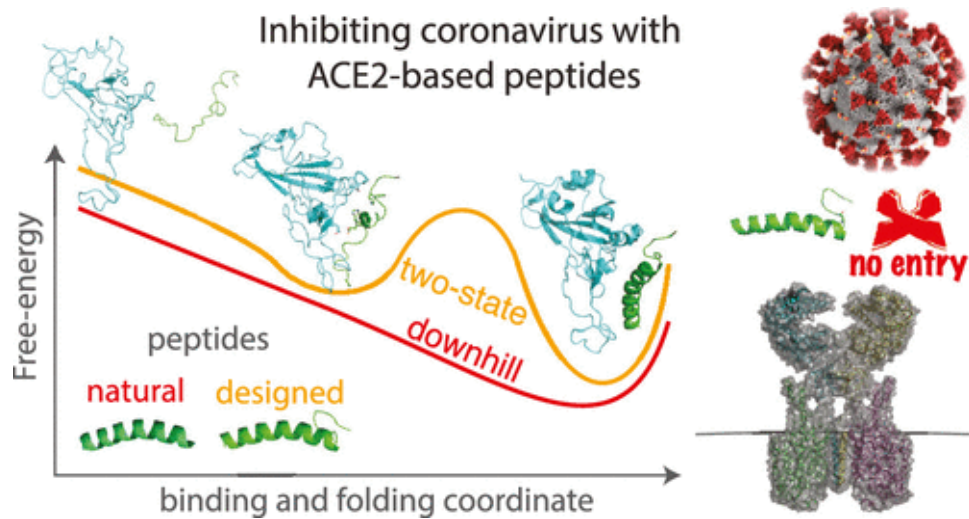 Inhibiting coronavirus with
ACE2-based peptides
Free-energy
two-state
downhill
no entry
peptides
natural designed
binding and folding coordinate